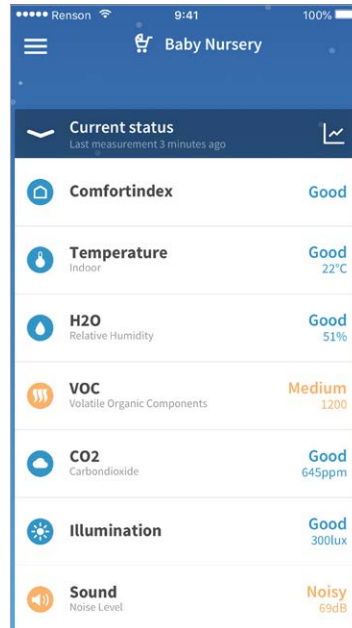 Renson 9:41 100%
Baby Nursery
Current status
Last measurement 3 minutes ago
Comfortindex Good
Temperature Good
Indoor 22°C
H2O Good
Relative Humidity 51%
VOC Medium
Volatile Organic Components 1200
CO2 Good
Carbondioxide 645ppm
Illumination Good
300lux
Sound Noisy
Noise Level 69dB